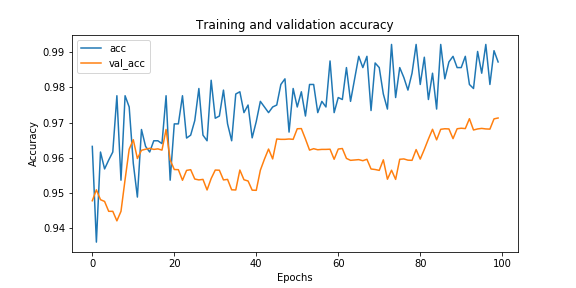 Training and validation accuracy
acc
val_acc
0.99
0.98
0.97
0.96
0.95
0.94
Accuracy
0 20 40 60 80 100
Epochs